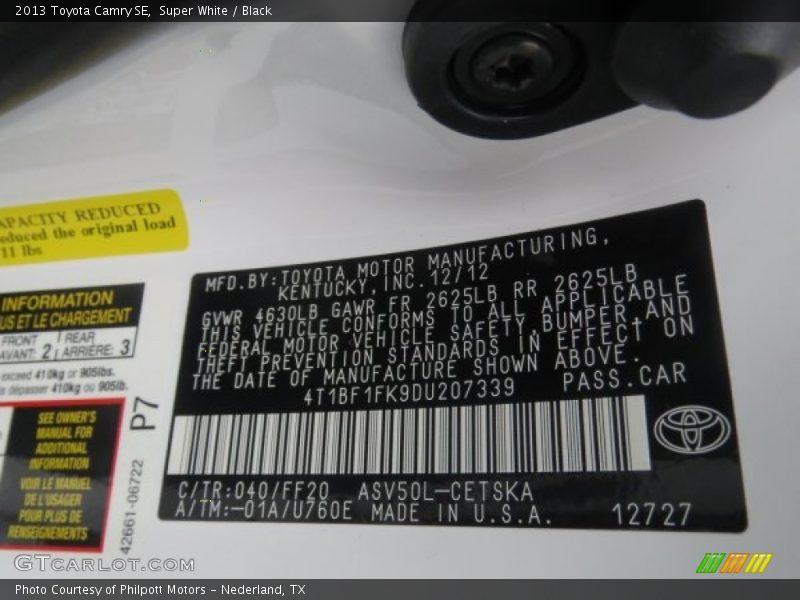 2013 Toyota Camry SE, Super White / Black
APACITY REDUCED
educed the original load
11 lbs
INFORMATION
US ET LE CHARGEMENT
FRONT
AVANT: 2
REAR
ARRIÈRE: 3
exceed 410kg or 905lbs.
dépasser 410kg ou 905lb.
SEE OWNER'S
MANUAL FOR
ADDITIONAL
INFORMATION
VOIR LE MANUEL
DE L'USAGER
POUR PLUS DE
RENSEIGNEMENTS
P7
42661-06722
MFD.BY:TOYOTA MOTOR MANUFACTURING,
KENTUCKY,INC.12/12
GVWR 4630LB GAWR FR 2625LB RR 2625LB
THIS VEHICLE CONFORMS TO ALL APPLICABLE
FEDERAL MOTOR VEHICLE SAFETY,BUMPER,AND
THEFT PREVENTION STANDARDS IN EFFECT ON
THE DATE OF MANUFACTURE SHOWN ABOVE.
4T1BF1FK9DU207339 PASS.CAR
C/TR:040/FF20 ASV50L-CETSKA
A/TM:-01A/U760E MADE IN U.S.A. 12727
GTCARLOT.COM
Photo Courtesy of Philpott Motors - Nederland, TX